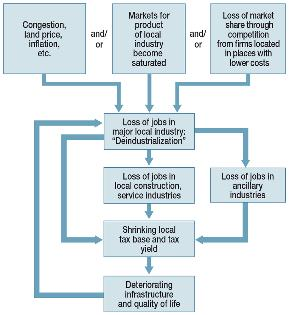 Congestion,
land price,
inflation,
etc.
and/
or
Markets for
product
of local
industry
become
saturated
and/
or
Loss of market
share through
competition
from firms located
in places with
lower costs
Loss of jobs in
major local industry;
"Deindustrialization"
Loss of jobs in
local construction,
service industries
Loss of jobs in
ancillary
industries
Shrinking local
tax base and tax
yield
Deteriorating
infrastructure
and quality of life